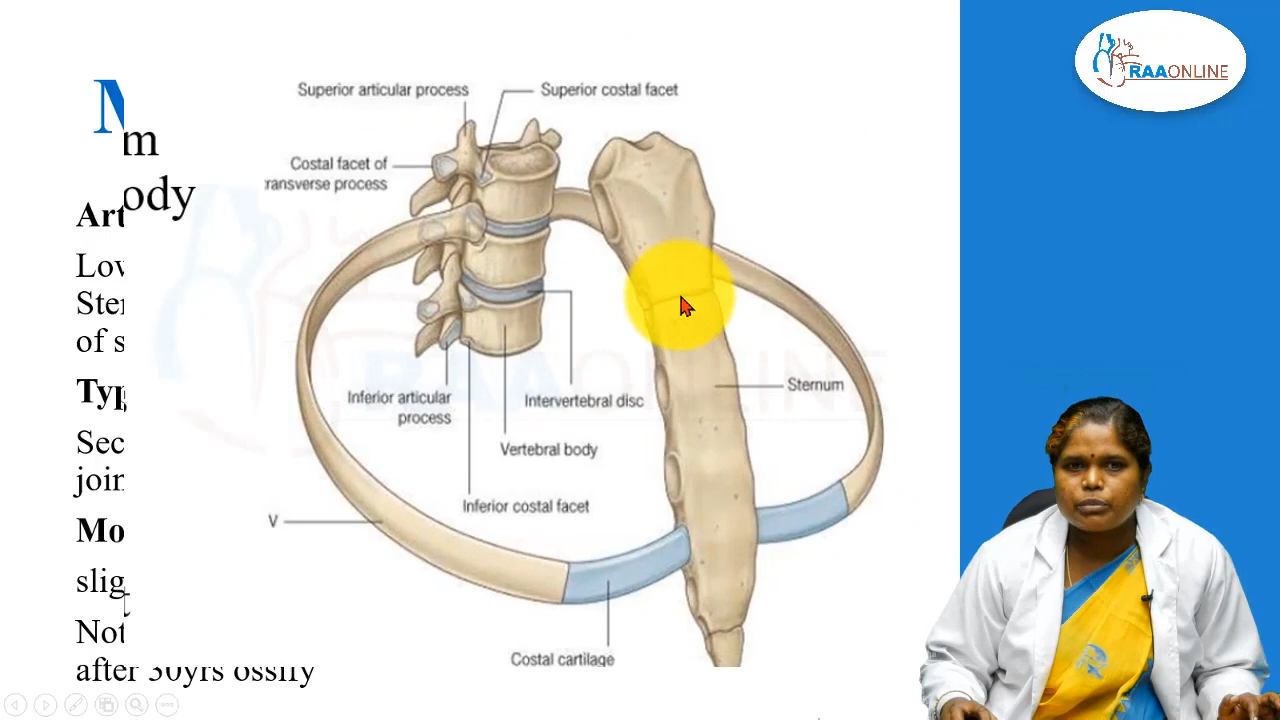 RAAONLINE
Superior articular process
Superior costal facet
Costal facet of
ransverse process
m
ody
Art
Lov
Ster
of s
Typ
Sec
join
Mo
slig
Not
after 30yrs ossify
Inferior articular
process
Intervertebral disc
Sternum
Vertebral body
Inferior costal facet
V
Costal cartilage